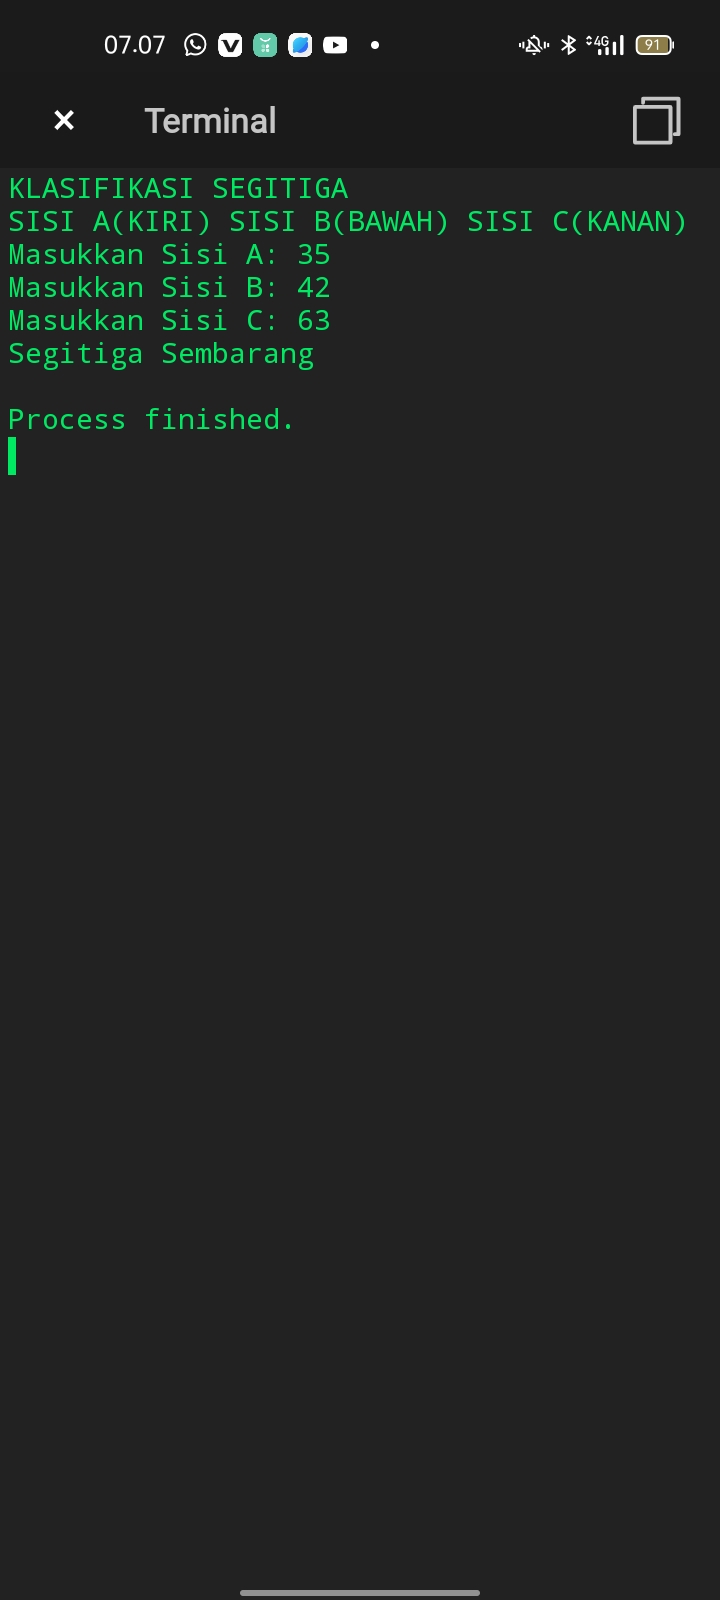 07.07 4G 91
Terminal
KLASIFIKASI SEGITIGA
SISI A(KIRI) SISI B(BAWAH) SISI C(KANAN)
Masukkan Sisi A: 35
Masukkan Sisi B: 42
Masukkan Sisi C: 63
Segitiga Sembarang
Process finished.